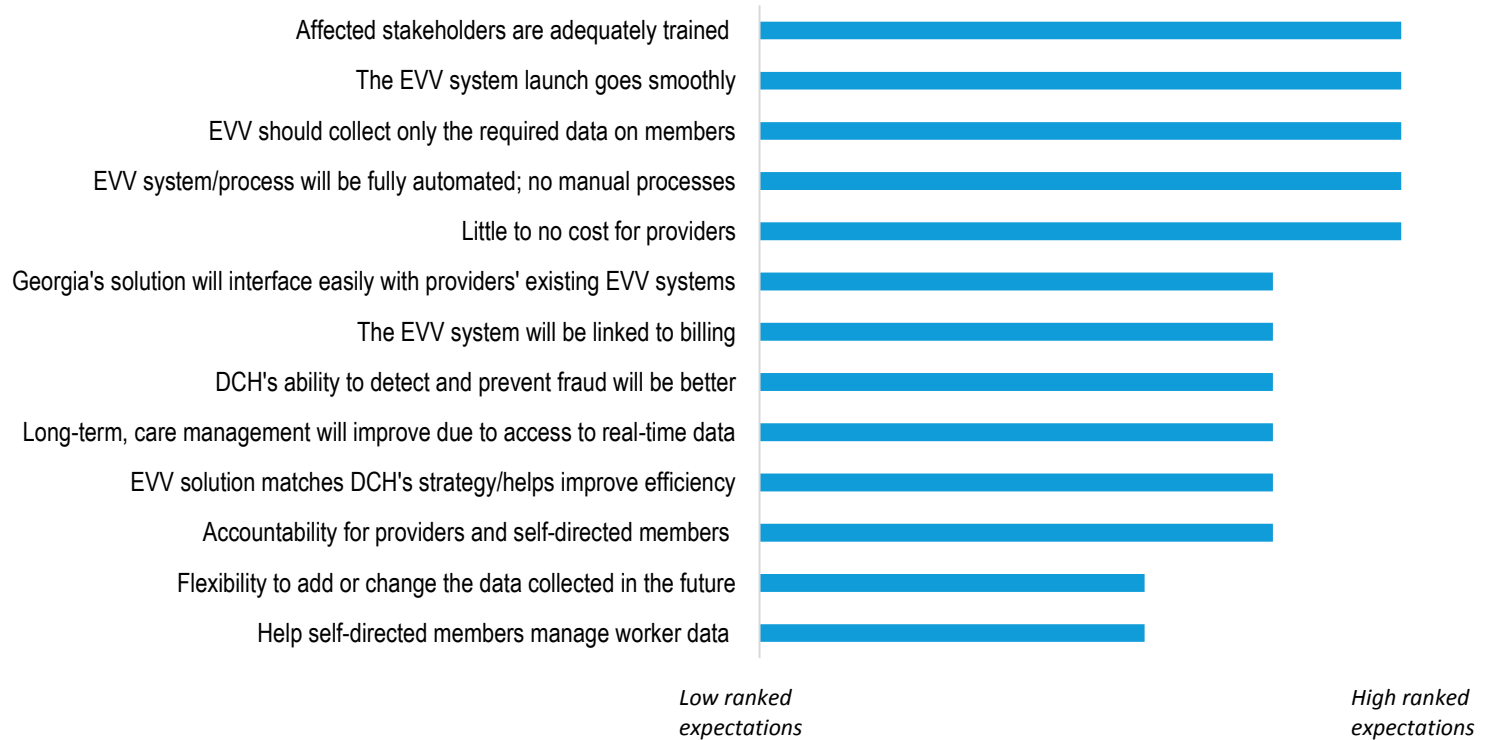 Affected stakeholders are adequately trained
The EVV system launch goes smoothly
EVV should collect only the required data on members
EVV system/process will be fully automated; no manual processes
Little to no cost for providers
Georgia's solution will interface easily with providers' existing EVV systems
The EVV system will be linked to billing
DCH's ability to detect and prevent fraud will be better
Long-term, care management will improve due to access to real-time data
EVV solution matches DCH's strategy/helps improve efficiency
Accountability for providers and self-directed members
Flexibility to add or change the data collected in the future
Help self-directed members manage worker data
Low ranked
expectations
High ranked
expectations